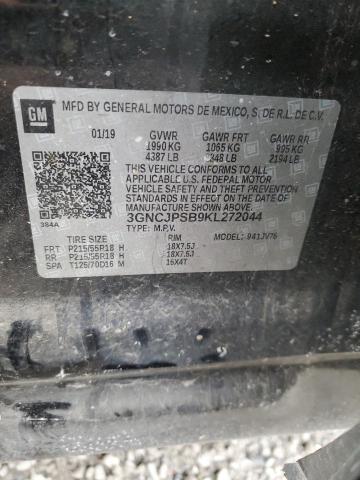 GM
MFD BY GENERAL MOTORS DE MEXICO, S. DE R.L. DE C.V.
01/19 GVWR GAWR FRT GAWR RR
1990 KG 1065 KG 995 KG
4387 LB 2348 LB 2194 LB
THIS VEHICLE CONFORMS TO ALL
APPLICABLE U.S. FEDERAL MOTOR
VEHICLE SAFETY AND THEFT PREVENTION
STANDARDS IN EFFECT ON THE DATE
OF MANUFACTURE SHOWN ABOVE.
3GNCJPSB9KL272044
384A TYPE: M.P.V. MODEL: 941JV76
TIRE SIZE RIM
FRT P215/55R18 H 18X7.5J
RR P215/55R18 H 18X7.5J
SPA T125/70D16 M 16X4T